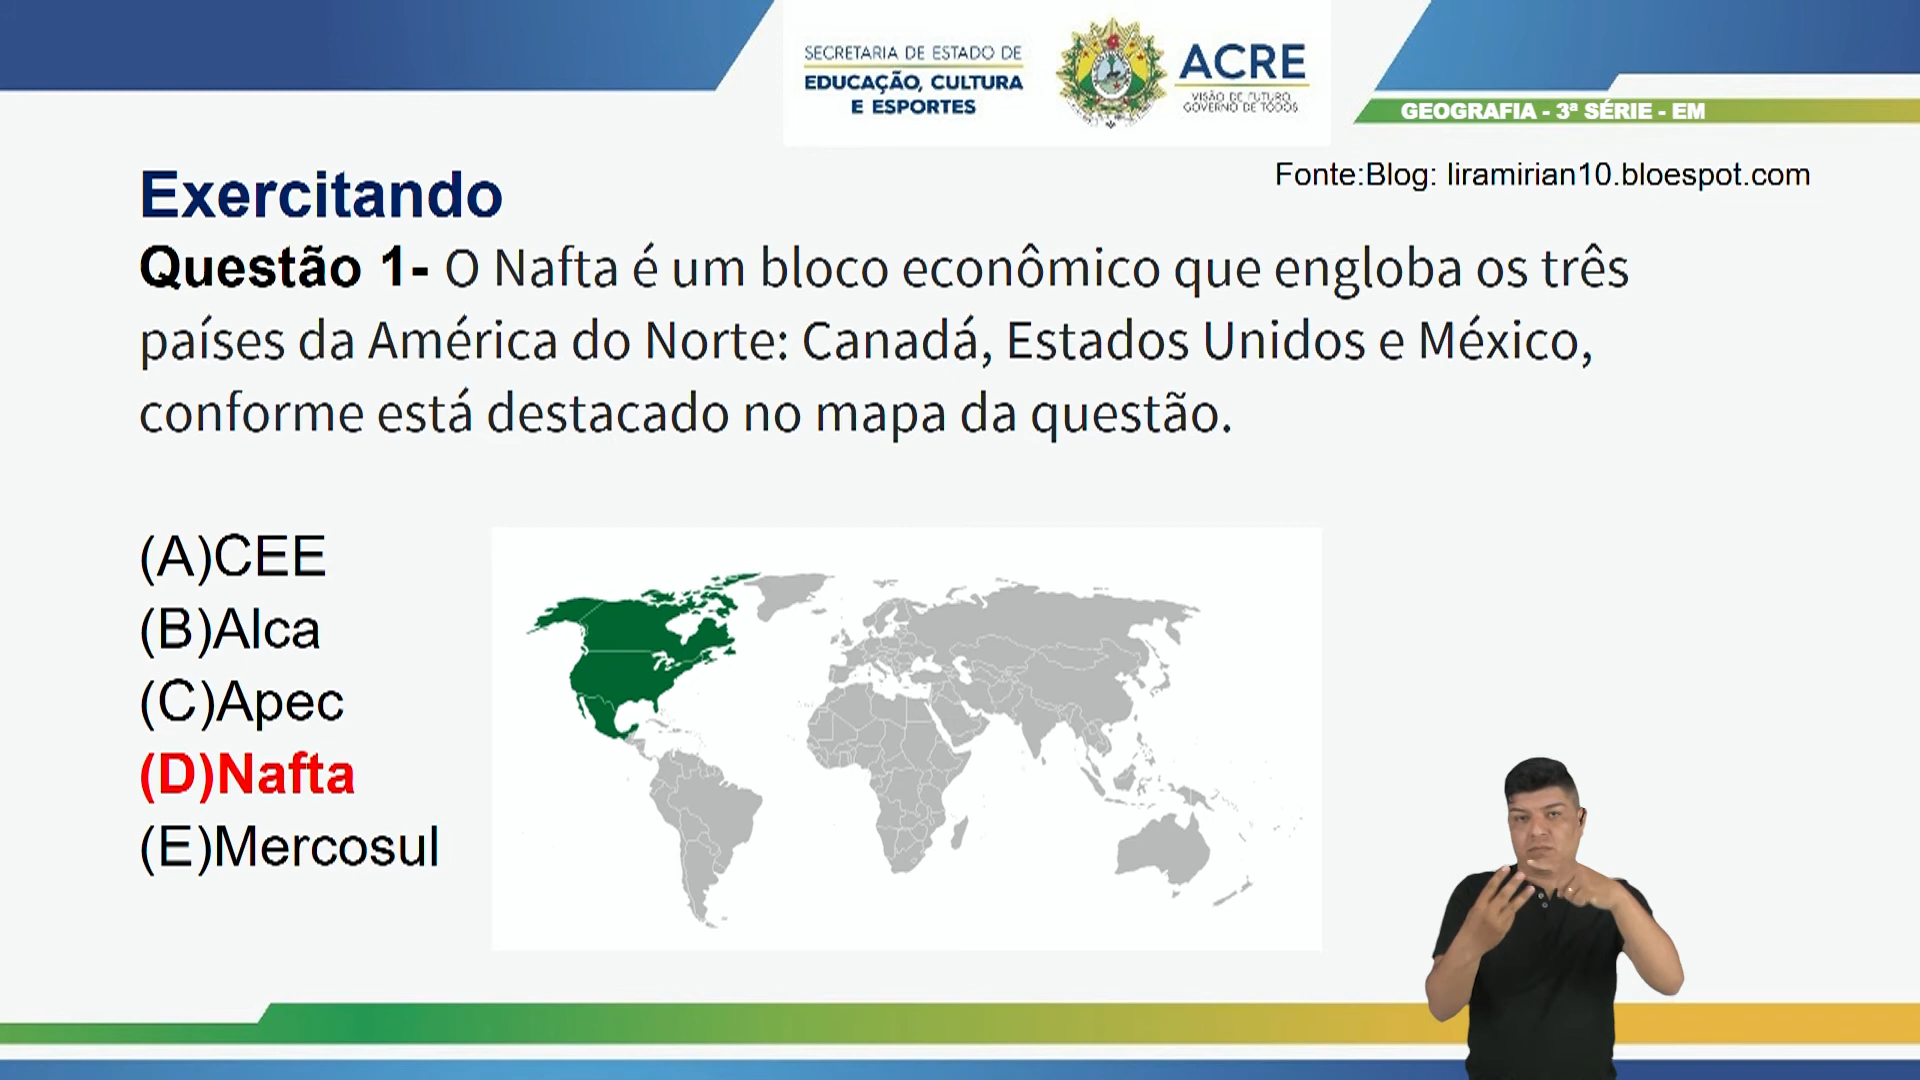 SECRETARIA DE ESTADO DE
EDUCAÇÃO, CULTURA
E ESPORTES
ACRE
VISÃO DE FUTURO,
GOVERNO DE TODOS
GEOGRAFIA - 3ª SÉRIE - EM
Fonte:Blog: liramirian10.bloespot.com
Exercitando
Questão 1- O Nafta é um bloco econômico que engloba os três
países da América do Norte: Canadá, Estados Unidos e México,
conforme está destacado no mapa da questão.
(A)CEE
(B)Alca
(C)Apec
(D)Nafta
(E)Mercosul